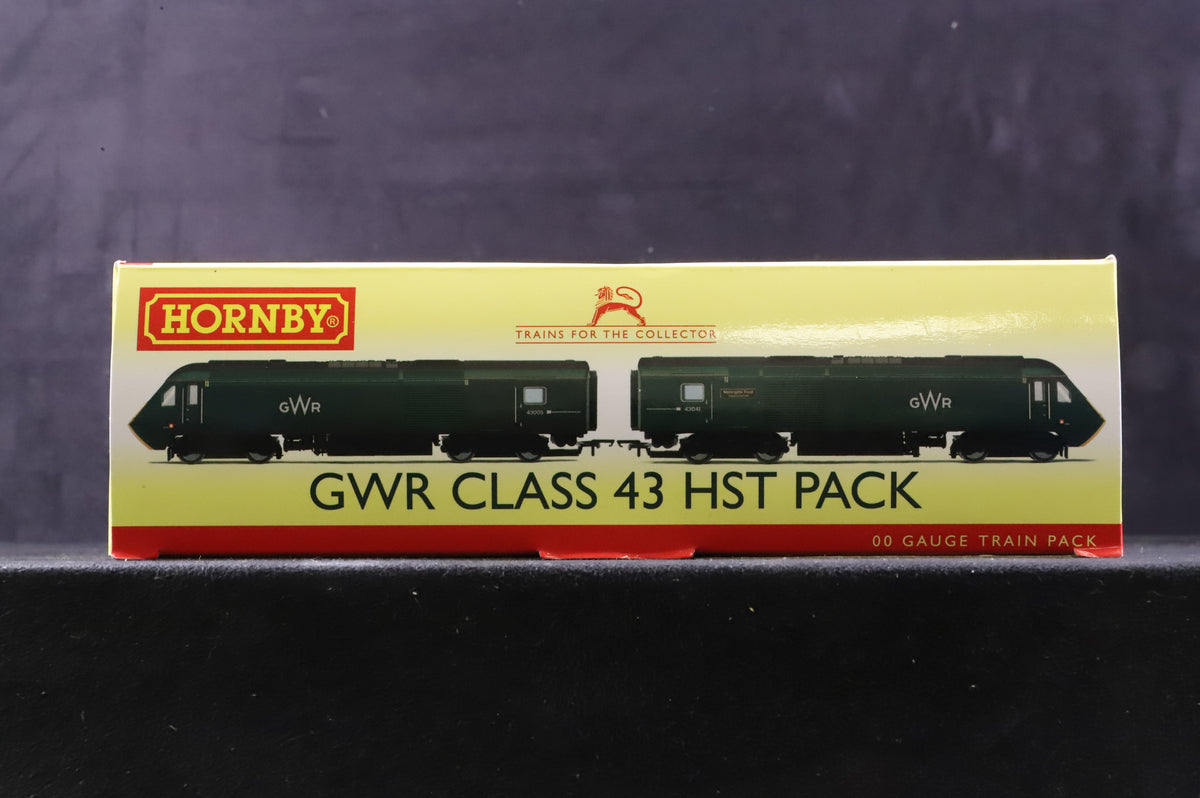 HORNBY®
TRAINS FOR THE COLLECTOR
GWR
43005
43041
GWR
GWR CLASS 43 HST PACK
00 GAUGE TRAIN PACK